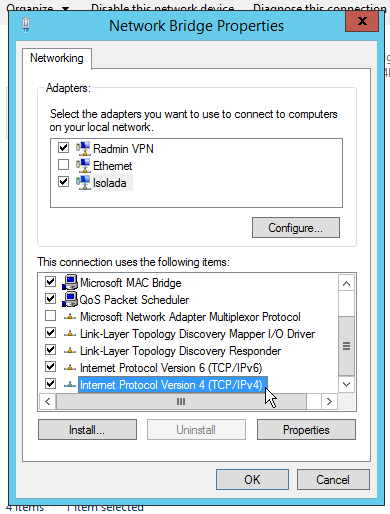 Organize Disable this network device Diagnose this connection
Network Bridge Properties
Networking
Adapters:
Select the adapters you want to use to connect to computers
on your local network.
Radmin VPN
Ethernet
Isolada
Configure...
This connection uses the following items:
Microsoft MAC Bridge
QoS Packet Scheduler
Microsoft Network Adapter Multiplexor Protocol
Link-Layer Topology Discovery Mapper I/O Driver
Link-Layer Topology Discovery Responder
Internet Protocol Version 6 (TCP/IPv6)
Internet Protocol Version 4 (TCP/IPv4)
Install...
Uninstall
Properties
OK
Cancel
4 items 1 item selected